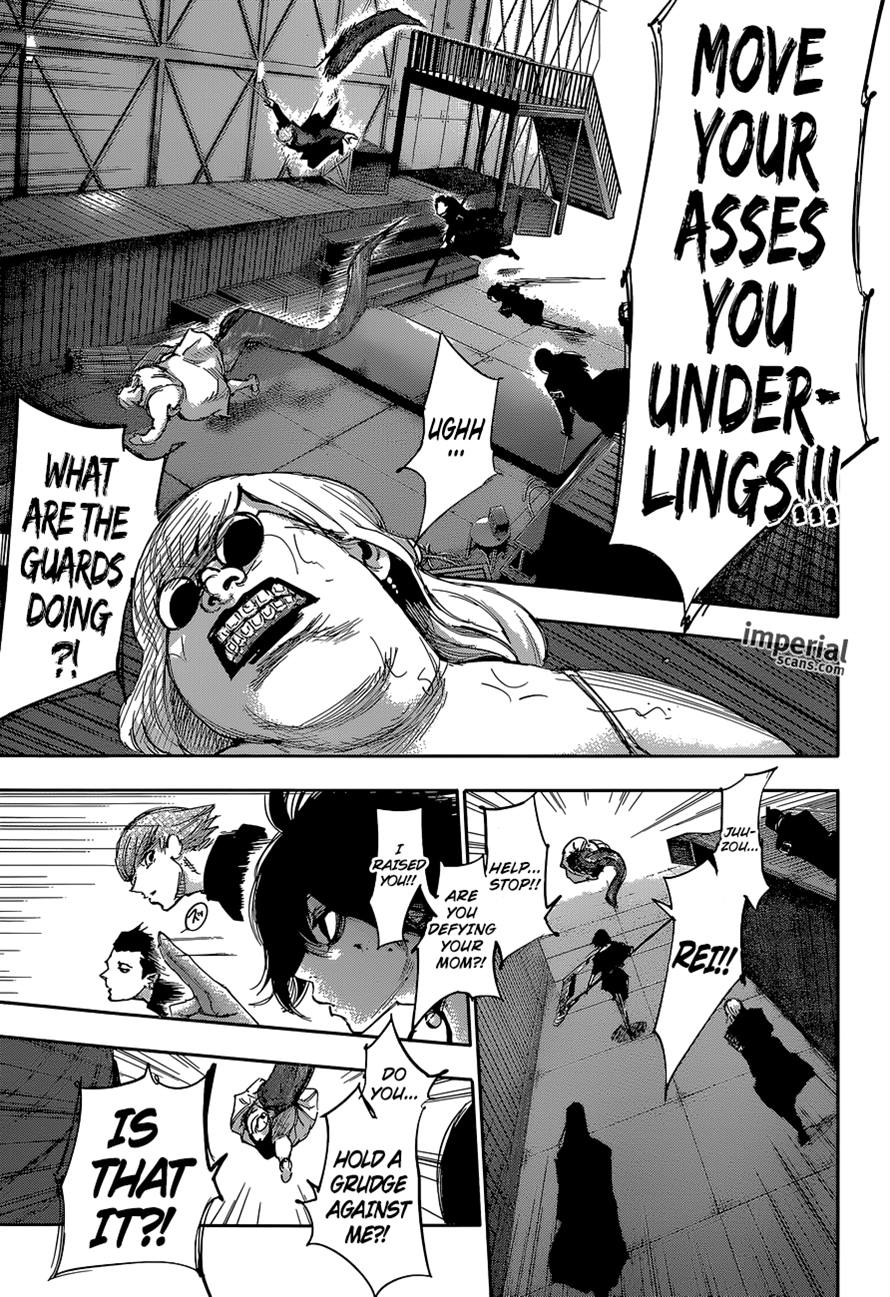 MOVE
YOUR
ASSES
YOU
UNDER-
LINGS!!!
UGHH
...
WHAT
ARE THE
GUARDS
DOING
?!
imperial
scans.com
JUU-
ZOU...
REI!!
HELP...
STOP!!
I
RAISED
YOU!!
ARE
YOU
DEFYING
YOUR
MOM?!
DO
YOU...
HOLD A
GRUDGE
AGAINST
ME?!
IS
THAT
IT?!